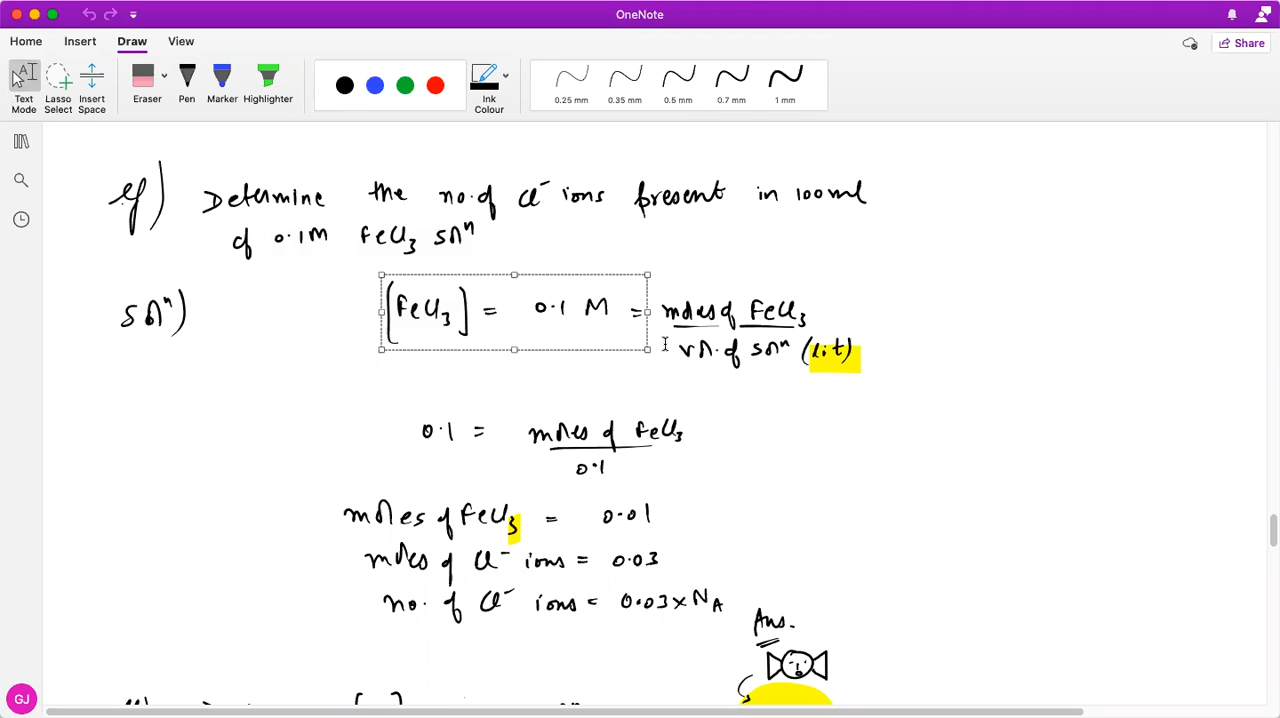 OneNote
Home Insert Draw View Share
Text Mode Lasso Select Insert Space Eraser Pen Marker Highlighter Ink Colour 0.25 mm 0.35 mm 0.5 mm 0.7 mm 1 mm
eg) Determine the no. of Cl⁻ ions present in 100ml
of 0.1M FeCl₃ solⁿ
solⁿ) [FeCl₃] = 0.1 M = moles of FeCl₃
vol. of solⁿ (lit)
0.1 = moles of FeCl₃
0.1
moles of FeCl₃ = 0.01
moles of Cl⁻ ions = 0.03
no. of Cl⁻ ions = 0.03 x N_A
Ans.
GJ